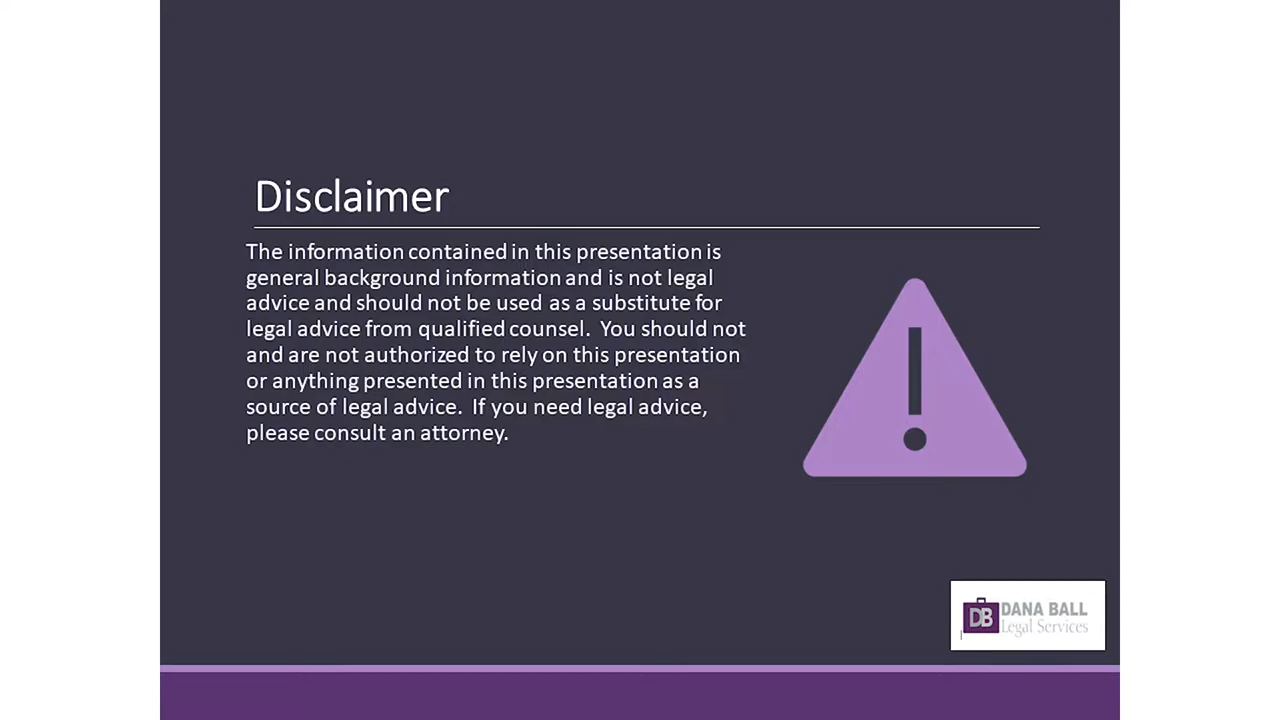 Disclaimer
The information contained in this presentation is
general background information and is not legal
advice and should not be used as a substitute for
legal advice from qualified counsel.  You should not
and are not authorized to rely on this presentation
or anything presented in this presentation as a
source of legal advice.  If you need legal advice,
please consult an attorney.
!
DB
DANA BALL
Legal Services